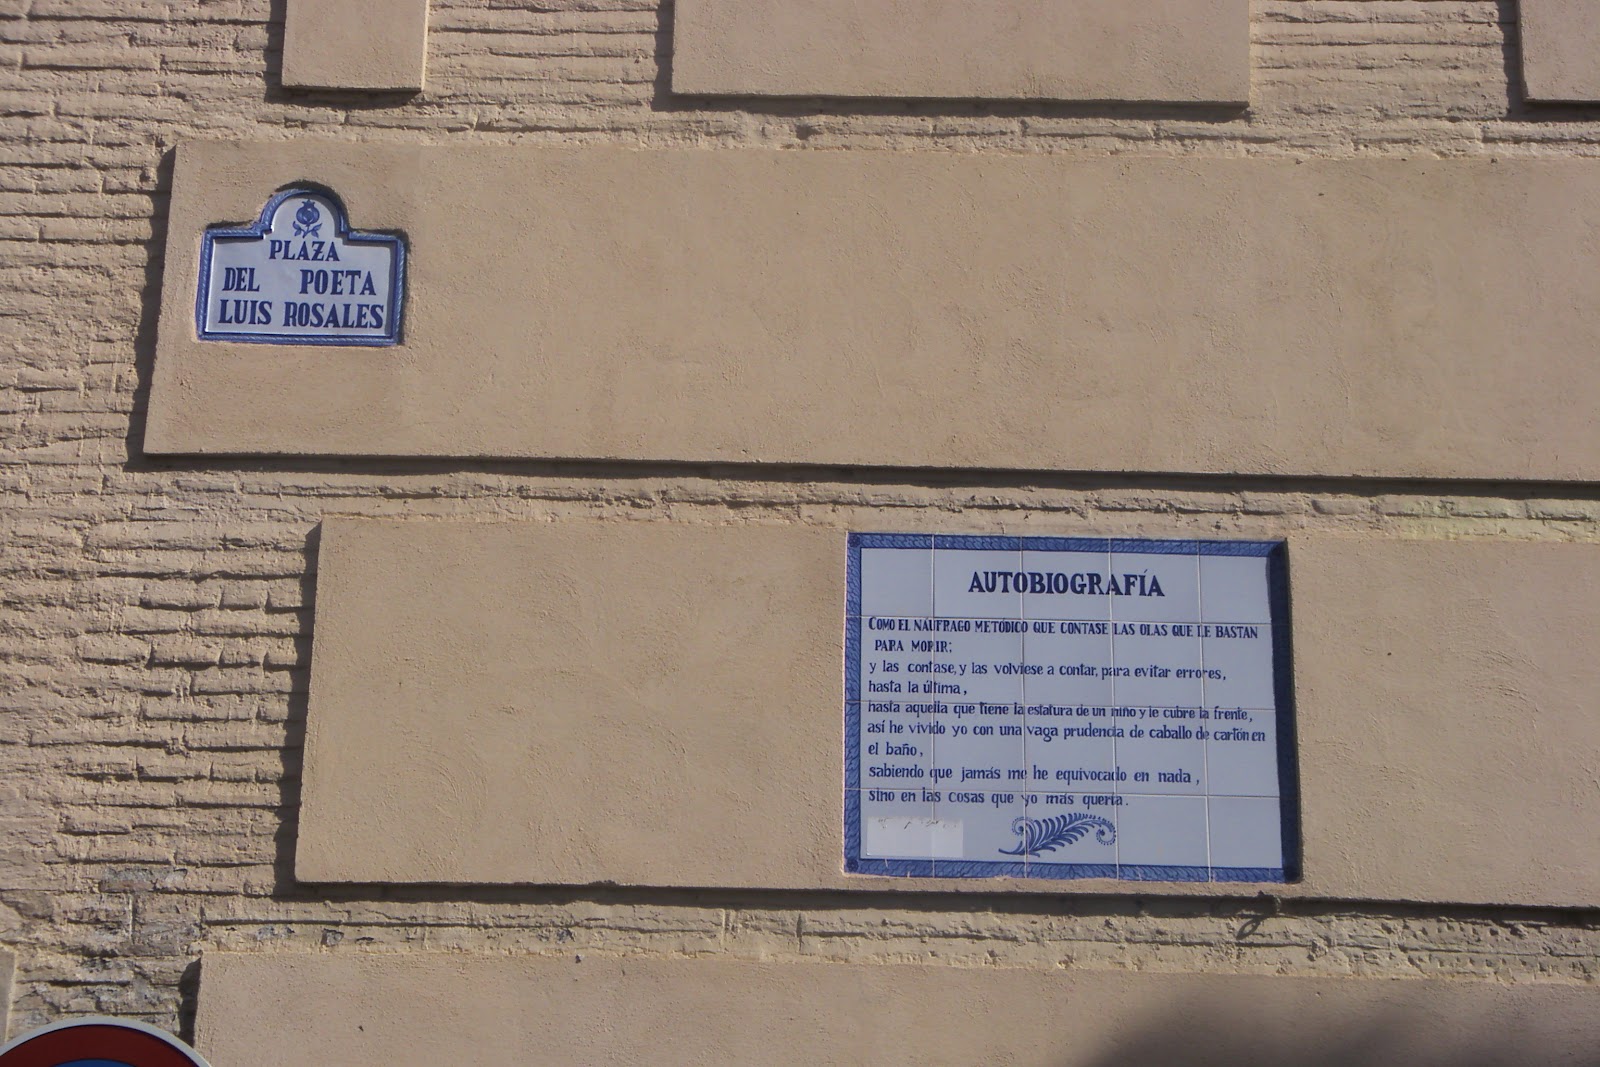 PLAZA
DEL POETA
LUIS ROSALES
AUTOBIOGRAFÍA
COMO EL NÁUFRAGO METÓDICO QUE CONTASE LAS OLAS QUE LE BASTAN
PARA MORIR;
y las contase, y las volviese a contar, para evitar errores,
hasta la última,
hasta aquella que tiene la estatura de un niño y le cubre la frente,
así he vivido yo con una vaga prudencia de caballo de cartón en
el baño,
sabiendo que jamás me he equivocado en nada,
sino en las cosas que yo más quería.